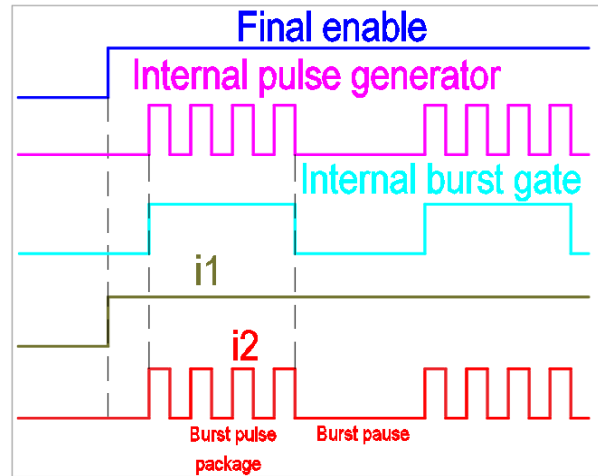 Final enable
Internal pulse generator
Internal burst gate
i1
i2
Burst pulse Burst pause
package